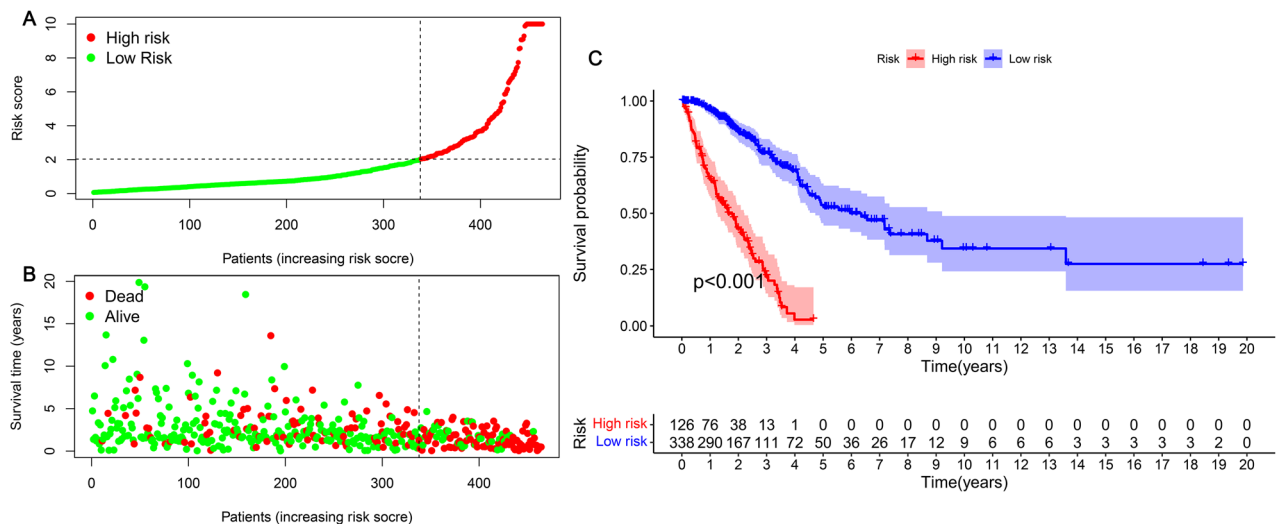 A
10
8
6
4
2
0
Risk score
High risk
Low Risk
0 100 200 300 400
Patients (increasing risk socre)
B
20
15
10
5
0
Survival time (years)
Dead
Alive
0 100 200 300 400
Patients (increasing risk socre)
C
Risk High risk Low risk
1.00
0.75
0.50
0.25
0.00
Survival probability
p<0.001
0 1 2 3 4 5 6 7 8 9 10 11 12 13 14 15 16 17 18 19 20
Time(years)
Risk
High risk 126 76 38 13 1 0 0 0 0 0 0 0 0 0 0 0 0 0 0 0 0
Low risk 338 290 167 111 72 50 36 26 17 12 9 6 6 6 3 3 3 3 3 2 0
0 1 2 3 4 5 6 7 8 9 10 11 12 13 14 15 16 17 18 19 20
Time(years)